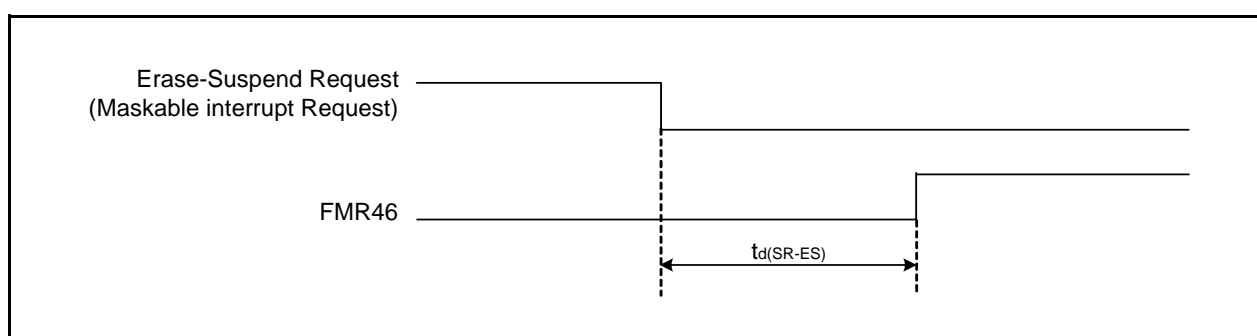 Erase-Suspend Request
(Maskable interrupt Request)
FMR46
td(SR-ES)